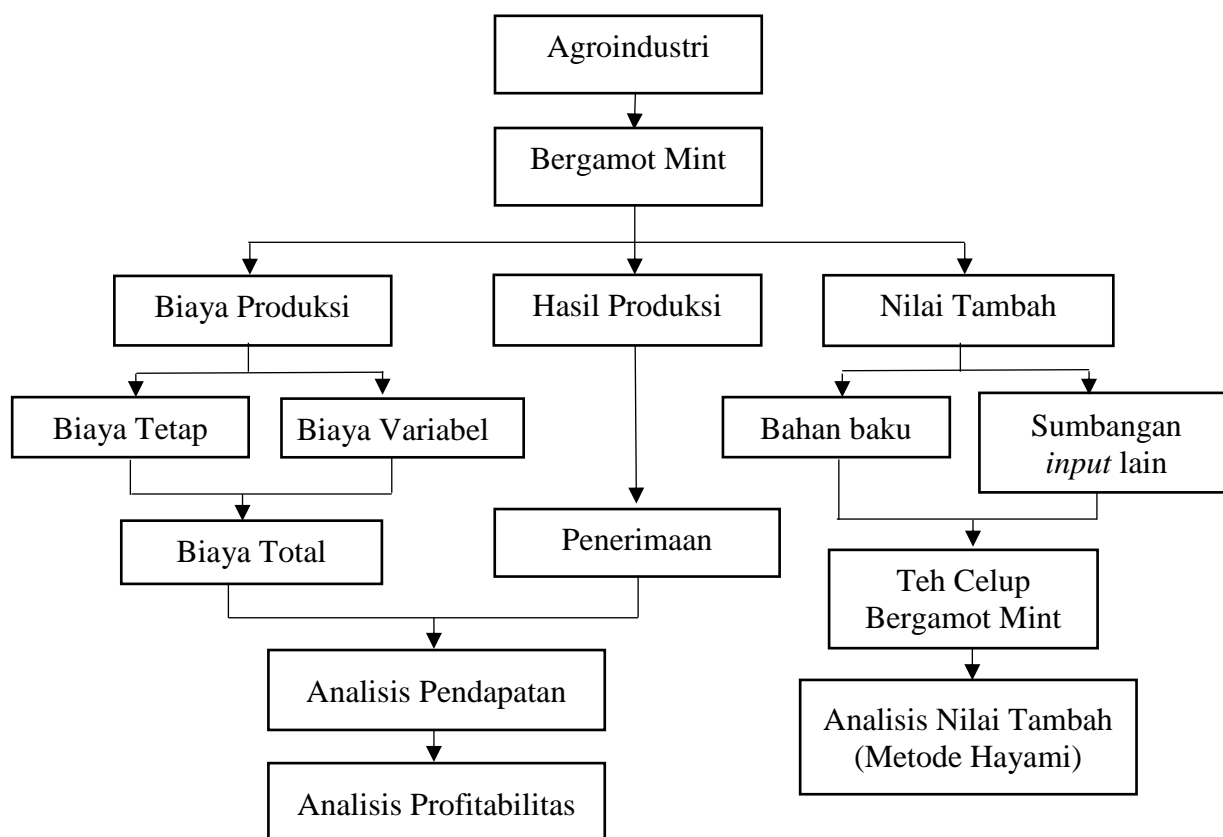 Agroindustri
Bergamot Mint
Biaya Produksi
Hasil Produksi
Nilai Tambah
Biaya Tetap
Biaya Variabel
Bahan baku
Sumbangan
input lain
Biaya Total
Penerimaan
Teh Celup
Bergamot Mint
Analisis Pendapatan
Analisis Nilai Tambah
(Metode Hayami)
Analisis Profitabilitas